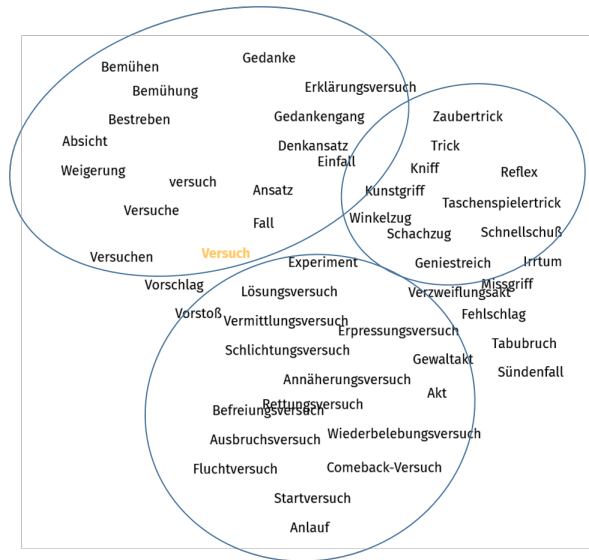 Gedanke
Bemühen
Bemühung
Erklärungsversuch
Bestreben
Gedankengang
Zaubertrick
Absicht
Denkansatz
Trick
Einfall
Weigerung
Kniff
Reflex
versuch
Ansatz
Kunstgriff
Versuche
Taschenspielertrick
Fall
Winkelzug
Schachzug
Schnellschuß
Versuch
Versuchen
Experiment
Geniestreich
Irrtum
Vorschlag
Lösungsversuch
Verzweiflungsakt
Missgriff
Vorstoß
Vermittlungsversuch
Fehlschlag
Erpressungsversuch
Schlichtungsversuch
Tabubruch
Gewaltakt
Sündenfall
Annäherungsversuch
Akt
Rettungsversuch
Befreiungsversuch
Ausbruchsversuch
Wiederbelebungsversuch
Fluchtversuch
Comeback-Versuch
Startversuch
Anlauf